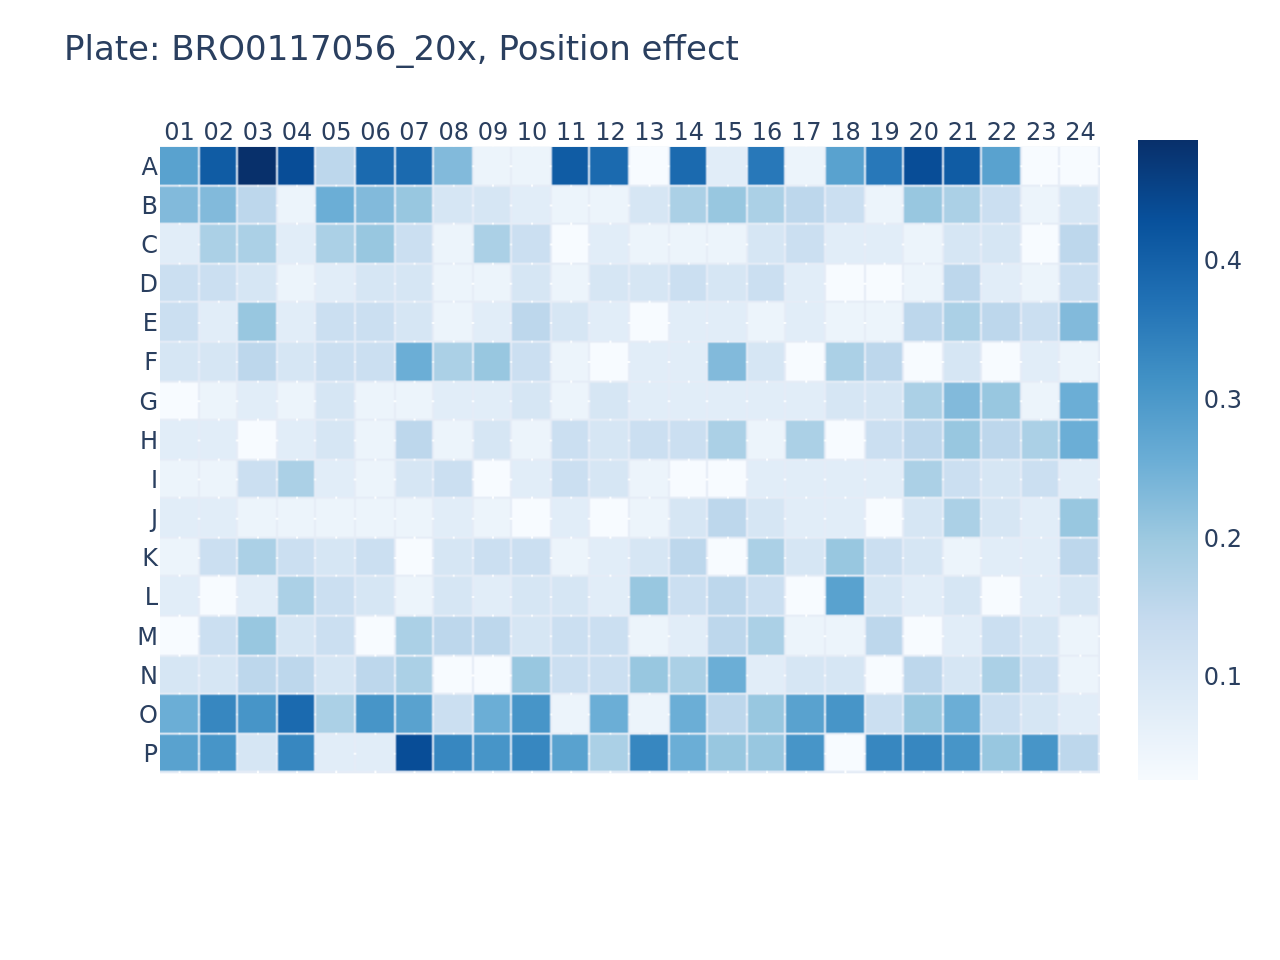 Plate: BRO0117056_20x, Position effect
01 02 03 04 05 06 07 08 09 10 11 12 13 14 15 16 17 18 19 20 21 22 23 24
A
B
C
D
E
F
G
H
I
J
K
L
M
N
O
P
0.4
0.3
0.2
0.1